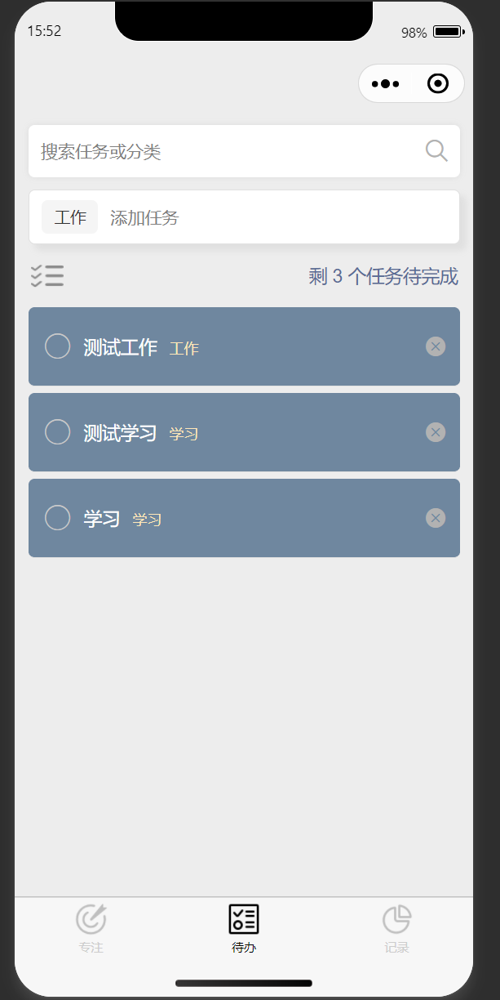 15:52
98%
搜索任务或分类
工作 添加任务
剩 3 个任务待完成
测试工作 工作
测试学习 学习
学习 学习
专注 待办 记录